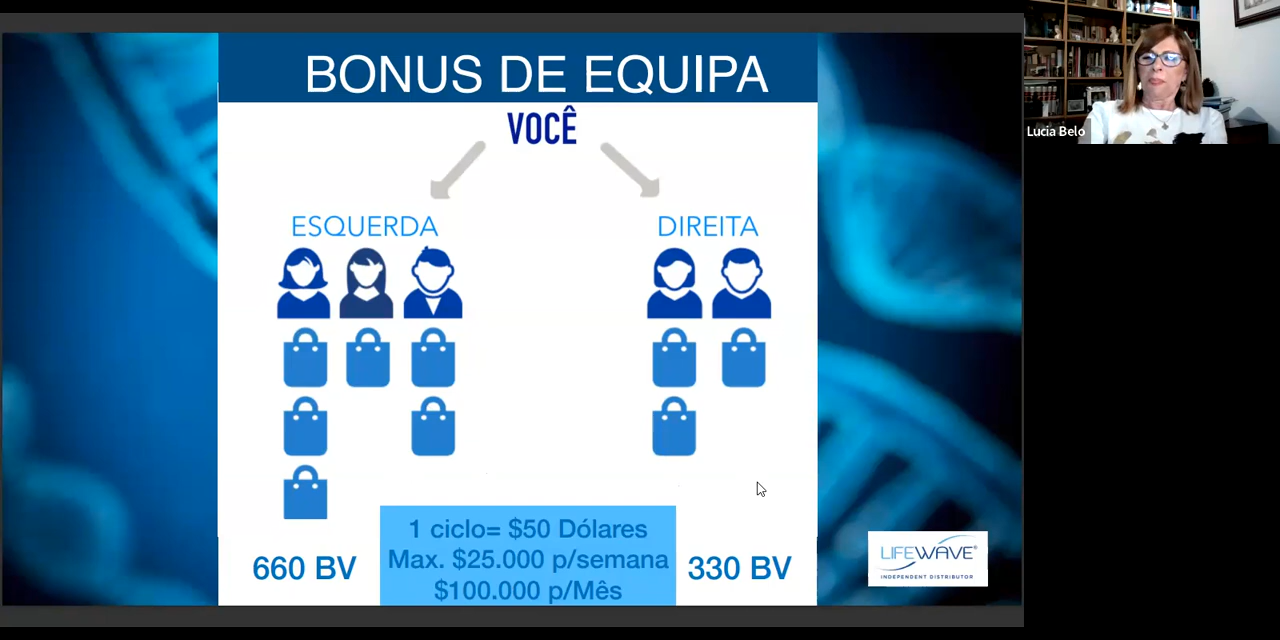 BONUS DE EQUIPA
VOCÊ
ESQUERDA
DIREITA
1 ciclo= $50 Dólares
Max. $25.000 p/semana
$100.000 p/Mês
660 BV
330 BV
LIFEWAVE®
INDEPENDENT DISTRIBUTOR
Lucia Belo